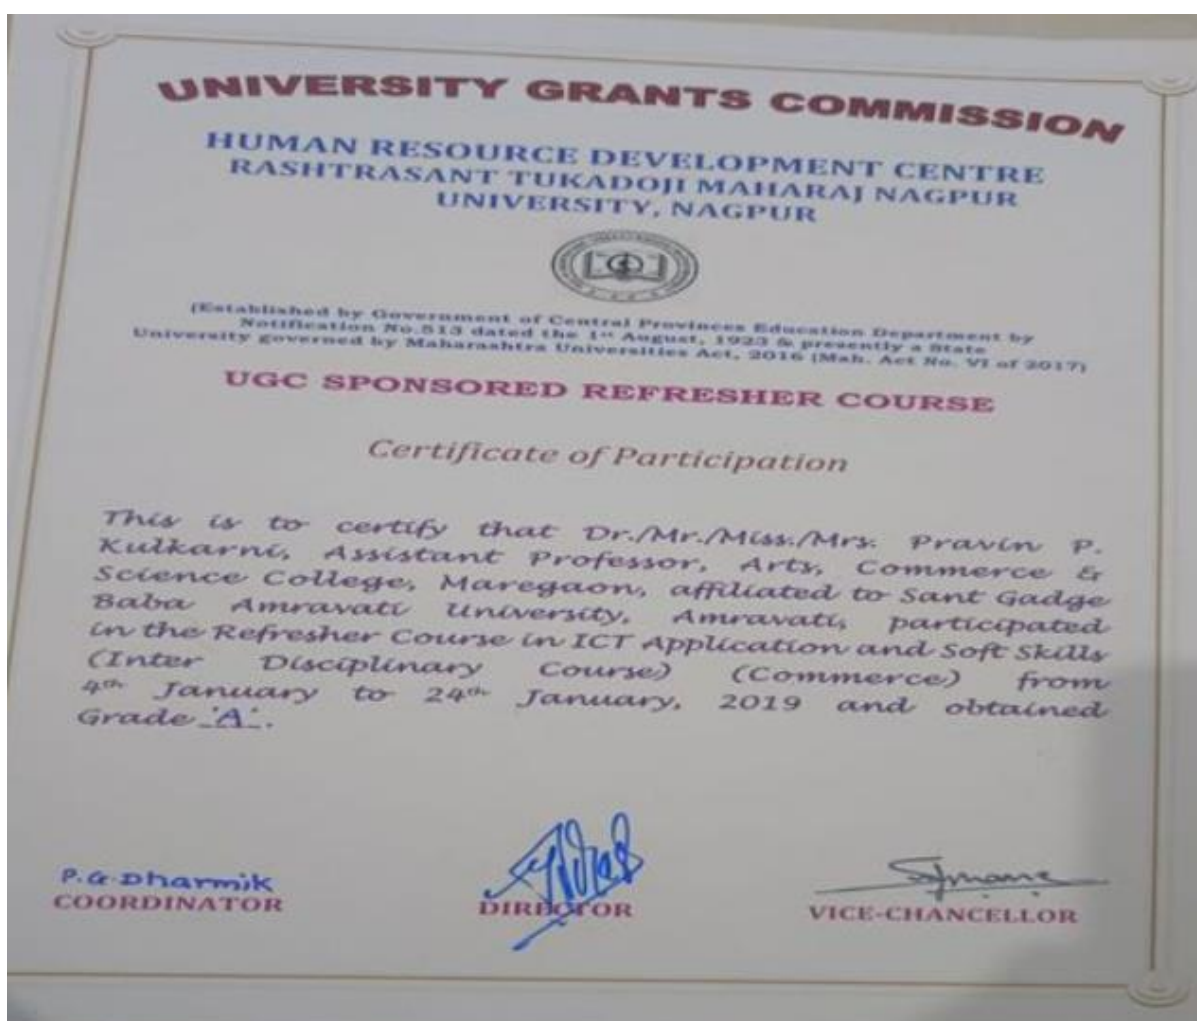 UNIVERSITY GRANTS COMMISSION
HUMAN RESOURCE DEVELOPMENT CENTRE
RASHTRASANT TUKADOJI MAHARAJ NAGPUR
UNIVERSITY, NAGPUR
(Established by Government of Central Provinces Education Department by
Notification No.513 dated the 1st August, 1923 & presently a State
University governed by Maharashtra Universities Act, 2016 (Mah. Act No. VI of 2017)
UGC SPONSORED REFRESHER COURSE
Certificate of Participation
This is to certify that Dr./Mr./Miss./Mrs. Pravin P.
Kulkarni, Assistant Professor, Arts, Commerce &
Science College, Maregaon, affiliated to Sant Gadge
Baba Amravati University, Amravati, participated
in the Refresher Course in ICT Application and Soft Skills
(Inter Disciplinary Course) (Commerce) from
4th January to 24th January, 2019 and obtained
Grade 'A'.
P.G. Dharmik
COORDINATOR
DIRECTOR
VICE-CHANCELLOR